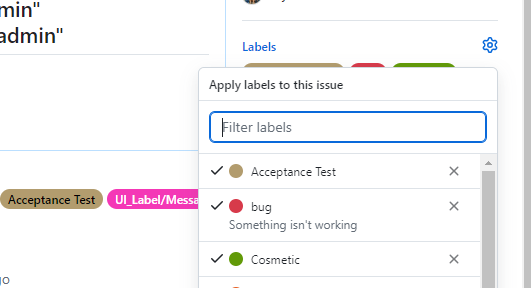 min"
admin"
Labels
Apply labels to this issue
Filter labels
Acceptance Test
bug
Something isn't working
Acceptance Test
UI_Label/Messa
Cosmetic
go